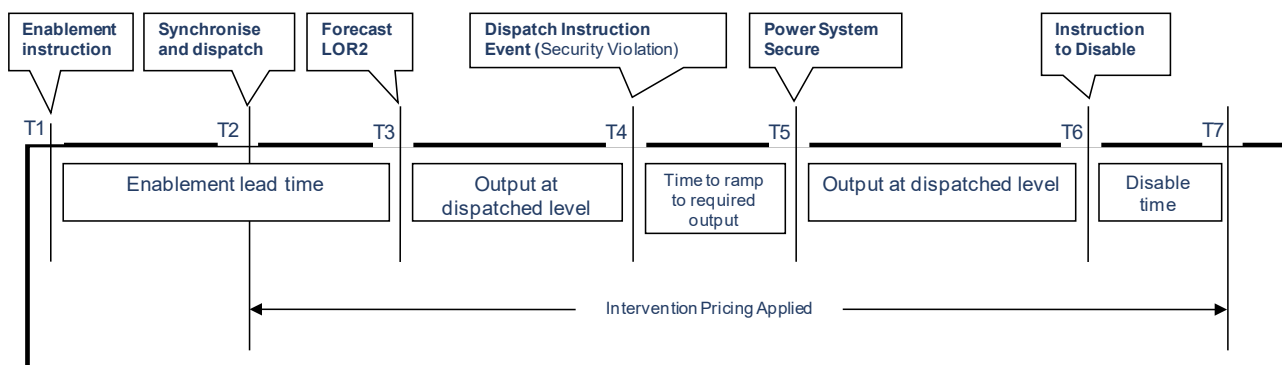 Enablement
instruction
Synchronise
and dispatch
Forecast
LOR2
Dispatch Instruction
Event (Security Violation)
Power System
Secure
Instruction
to Disable
T1
T2
T3
T4
T5
T6
T7
Enablement lead time
Output at
dispatched level
Time to ramp
to required
output
Output at dispatched level
Disable
time
Intervention Pricing Applied